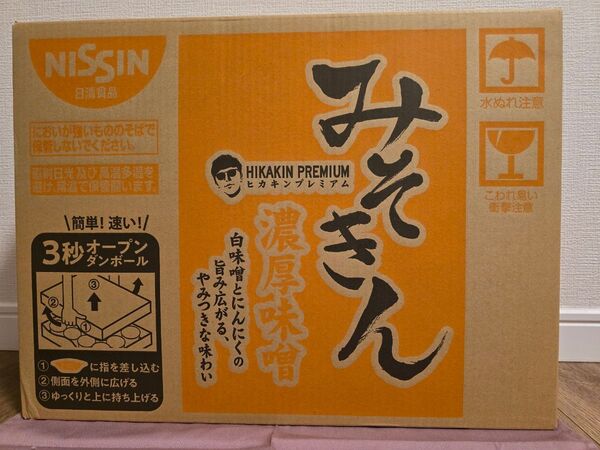 NISSIN
日清食品
においが強いもののそばで
保管しないでください。
直射日光及び高温多湿を
避け、常温で保管願います。
簡単！速い！
3秒オープン
ダンボール
③
②
①
①に指を差し込む
②側面を外側に広げる
③ゆっくりと上に持ち上げる
みそきん
HIKAKIN PREMIUM
ヒカキンプレミアム
濃厚味噌
白味噌とにんにくの
旨み広がる、
やみつきな味わい
水ぬれ注意
こわれ易い
衝撃注意